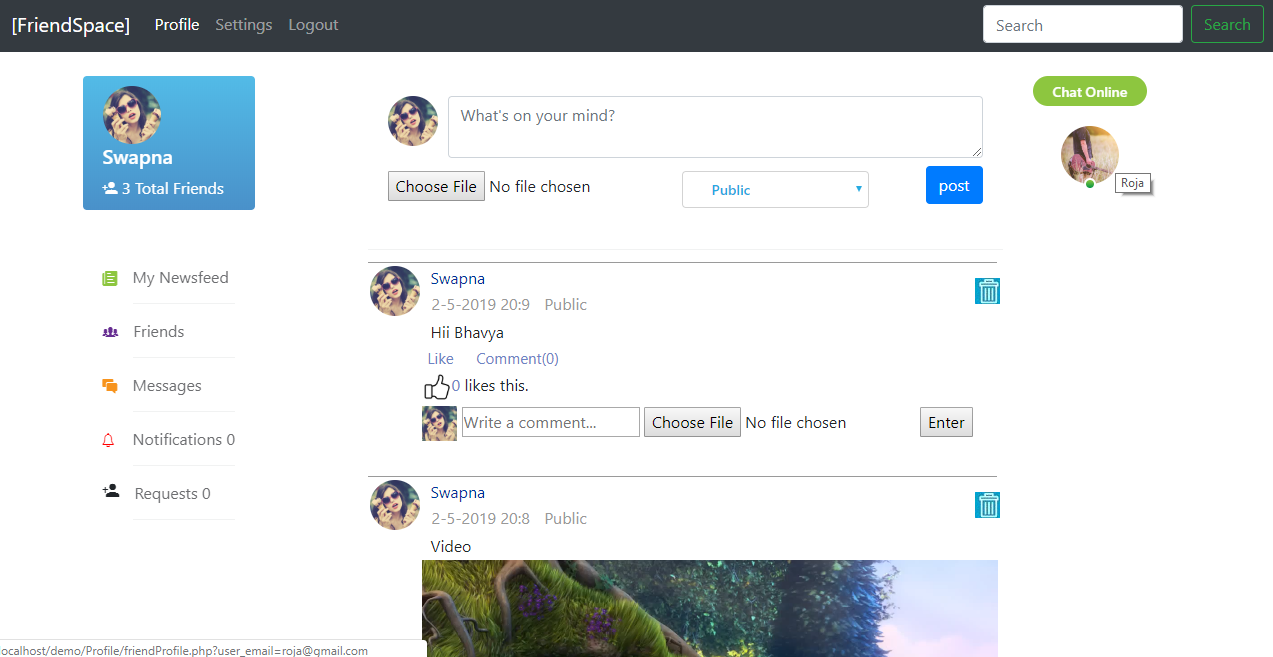 [FriendSpace] Profile Settings Logout Search Search
Swapna
3 Total Friends
My Newsfeed
Friends
Messages
Notifications 0
Requests 0
What's on your mind?
Choose File No file chosen Public post
Swapna
2-5-2019 20:9 Public
Hii Bhavya
Like Comment(0)
0 likes this.
Write a comment... Choose File No file chosen Enter
Swapna
2-5-2019 20:8 Public
Video
Chat Online
Roja
localhost/demo/Profile/friendProfile.php?user_email=roja@gmail.com